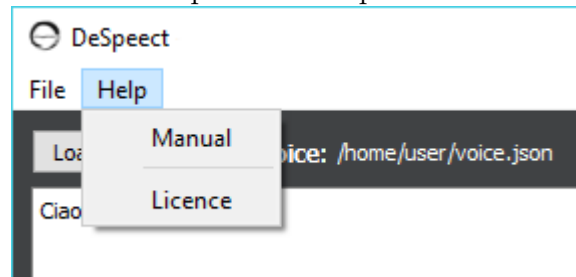 DeSpeect
File Help
Manual
Loa oice: /home/user/voice.json
Licence
Ciao